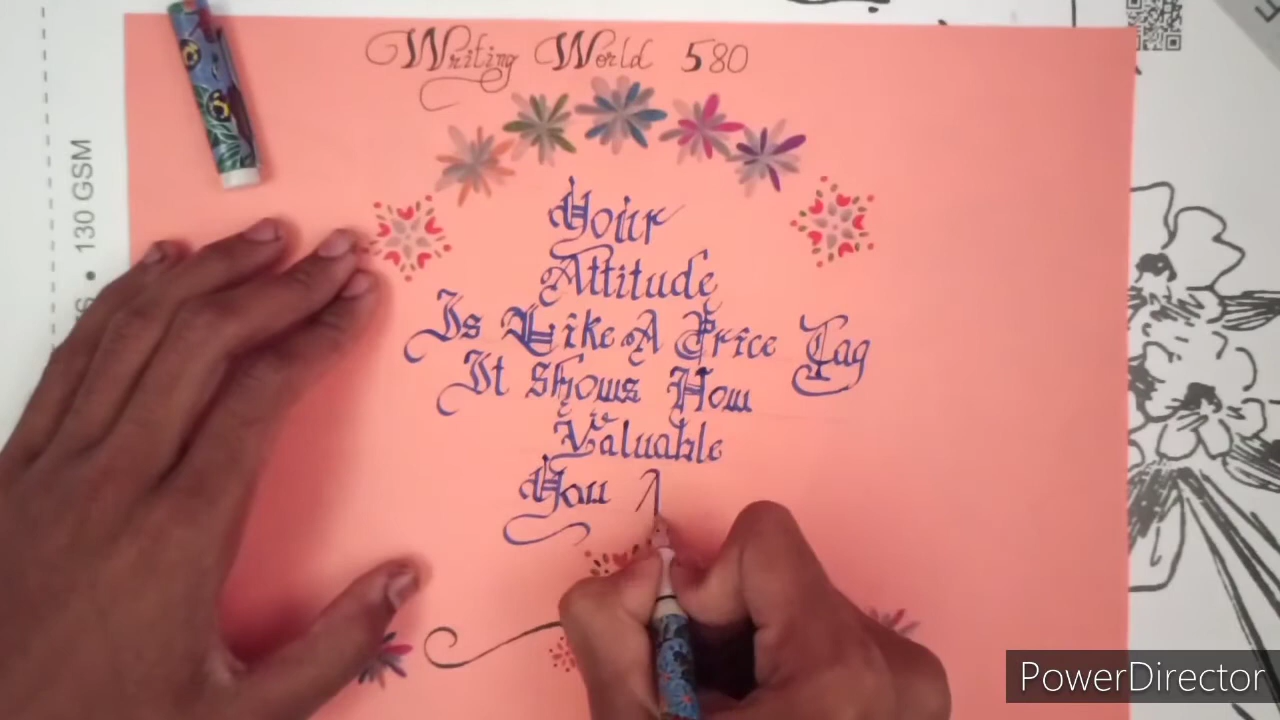 Writing World 580
Your
Attitude
Is Like A Price Tag
It Shows How
Valuable
You A
130 GSM
PowerDirector